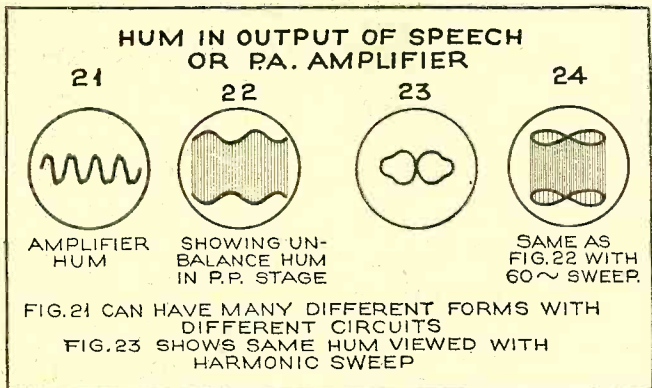 HUM IN OUTPUT OF SPEECH
OR P.A. AMPLIFIER
21
22
23
24
AMPLIFIER
HUM
SHOWING UN-
BALANCE HUM
IN P.P. STAGE
SAME AS
FIG.22 WITH
60~ SWEEP.
FIG.21 CAN HAVE MANY DIFFERENT FORMS WITH
DIFFERENT CIRCUITS
FIG.23 SHOWS SAME HUM VIEWED WITH
HARMONIC SWEEP